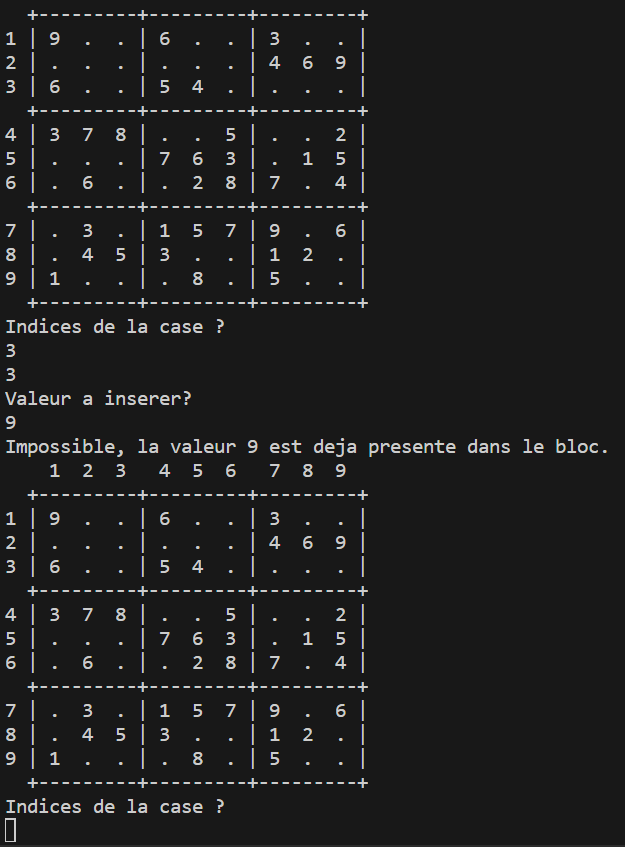 +---------+---------+---------+
1 | 9  .  . | 6  .  . | 3  .  . |
2 | .  .  . | .  .  . | 4  6  9 |
3 | 6  .  . | 5  4  . | .  .  . |
  +---------+---------+---------+
4 | 3  7  8 | .  .  5 | .  .  2 |
5 | .  .  . | 7  6  3 | .  1  5 |
6 | .  6  . | .  2  8 | 7  .  4 |
  +---------+---------+---------+
7 | .  3  . | 1  5  7 | 9  .  6 |
8 | .  4  5 | 3  .  . | 1  2  . |
9 | 1  .  . | .  8  . | 5  .  . |
  +---------+---------+---------+
Indices de la case ?
3
3
Valeur a inserer?
9
Impossible, la valeur 9 est deja presente dans le bloc.
    1  2  3   4  5  6   7  8  9
  +---------+---------+---------+
1 | 9  .  . | 6  .  . | 3  .  . |
2 | .  .  . | .  .  . | 4  6  9 |
3 | 6  .  . | 5  4  . | .  .  . |
  +---------+---------+---------+
4 | 3  7  8 | .  .  5 | .  .  2 |
5 | .  .  . | 7  6  3 | .  1  5 |
6 | .  6  . | .  2  8 | 7  .  4 |
  +---------+---------+---------+
7 | .  3  . | 1  5  7 | 9  .  6 |
8 | .  4  5 | 3  .  . | 1  2  . |
9 | 1  .  . | .  8  . | 5  .  . |
  +---------+---------+---------+
Indices de la case ?